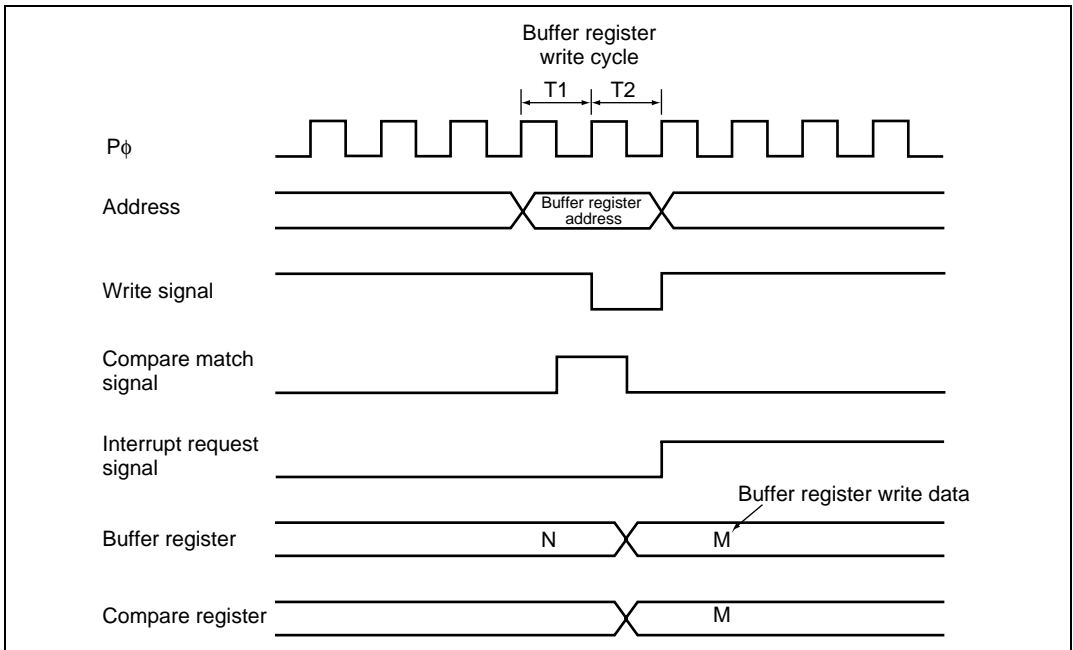 Buffer register
write cycle
T1 T2
Pϕ
Address
Buffer register
address
Write signal
Compare match
signal
Interrupt request
signal
Buffer register write data
Buffer register
N M
Compare register
M